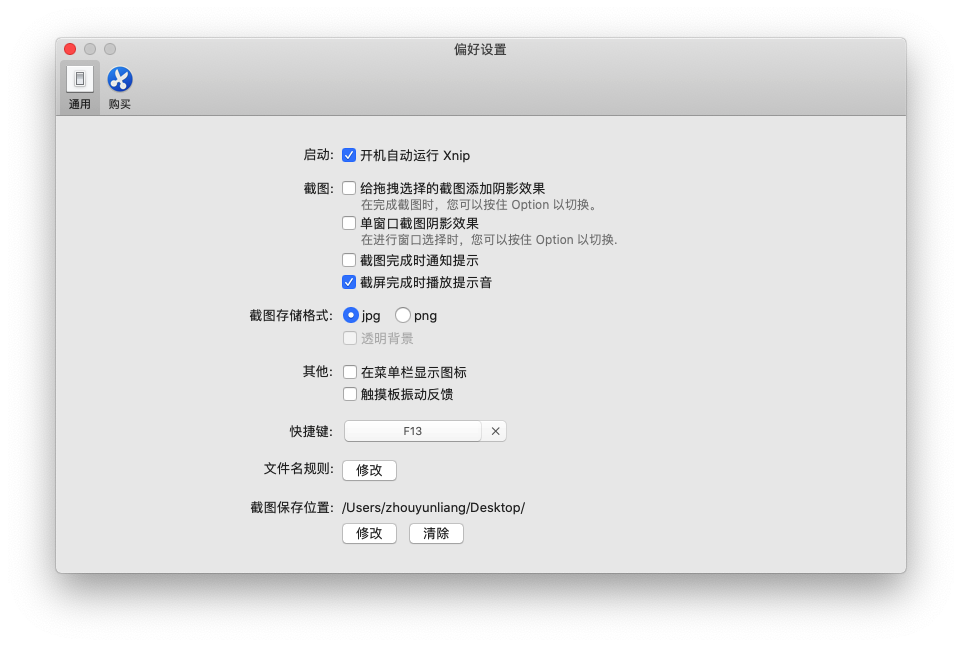 偏好设置
通用
购买
启动: 开机自动运行 Xnip
截图: 给拖拽选择的截图添加阴影效果
在完成截图时，您可以按住 Option 以切换。
单窗口截图阴影效果
在进行窗口选择时，您可以按住 Option 以切换.
截图完成时通知提示
截屏完成时播放提示音
截图存储格式: jpg png
透明背景
其他: 在菜单栏显示图标
触摸板振动反馈
快捷键: F13 ×
文件名规则: 修改
截图保存位置: /Users/zhouyunliang/Desktop/
修改 清除